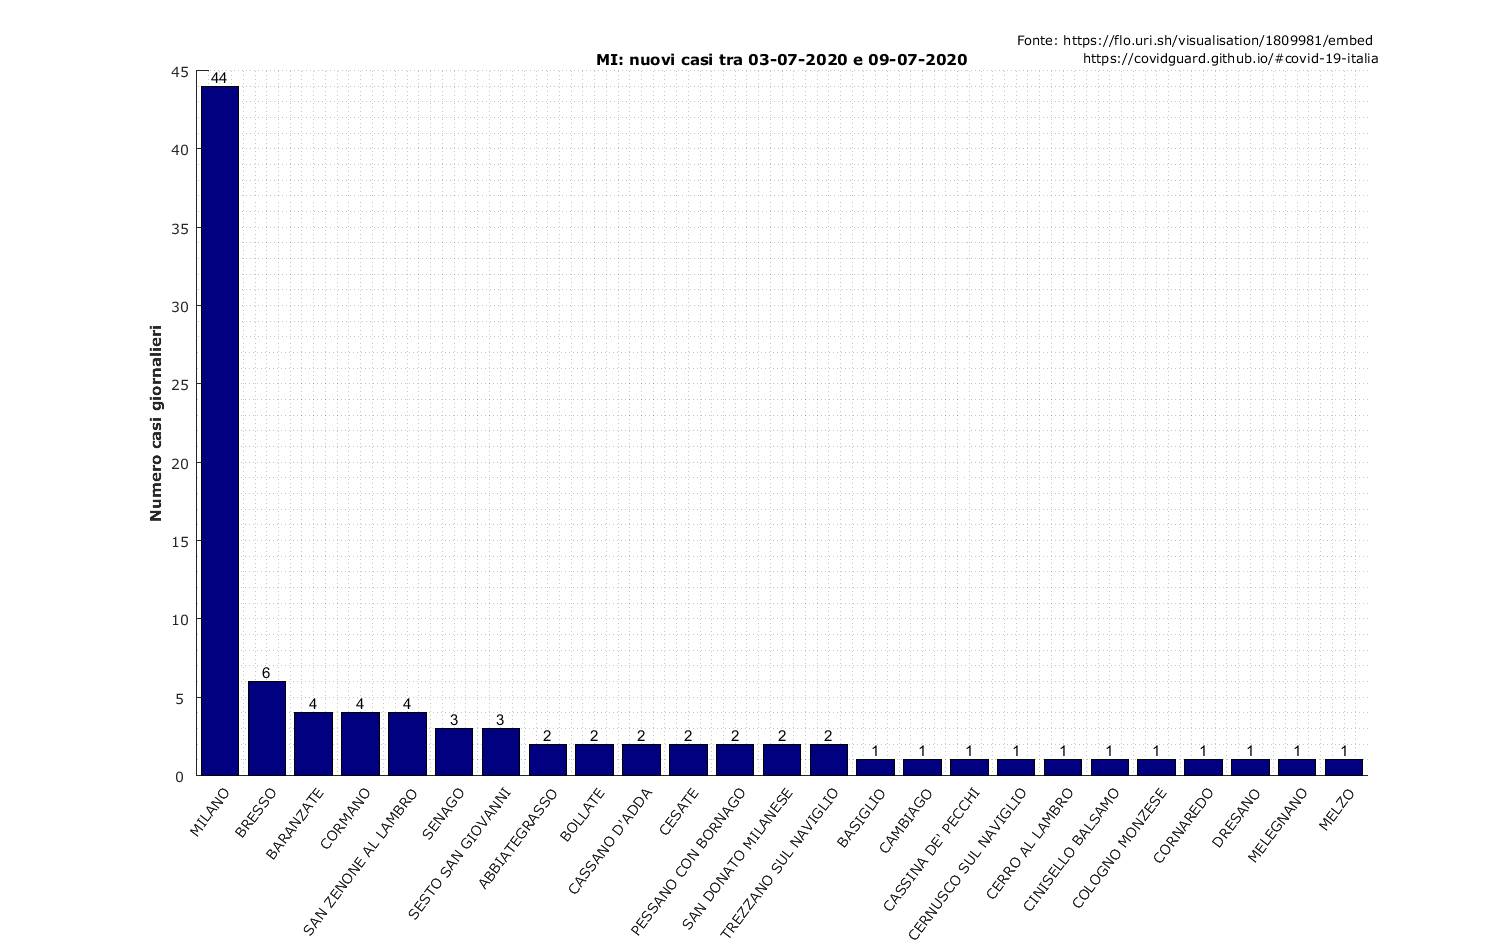 Fonte: https://flo.uri.sh/visualisation/1809981/embed
MI: nuovi casi tra 03-07-2020 e 09-07-2020
https://covidguard.github.io/#covid-19-italia
Numero casi giornalieri
45
40
35
30
25
20
15
10
5
0
44
6
4
4
4
3
3
2
2
2
2
2
2
2
1
1
1
1
1
1
1
1
1
1
1
MILANO
BRESSO
BARANZATE
CORMANO
SAN ZENONE AL LAMBRO
SENAGO
SESTO SAN GIOVANNI
ABBIATEGRASSO
BOLLATE
CASSANO D'ADDA
CESATE
PESSANO CON BORNAGO
SAN DONATO MILANESE
TREZZANO SUL NAVIGLIO
BASIGLIO
CAMBIAGO
CASSINA DE' PECCHI
CERNUSCO SUL NAVIGLIO
CERRO AL LAMBRO
CINISELLO BALSAMO
COLOGNO MONZESE
CORNAREDO
DRESANO
MELEGNANO
MELZO